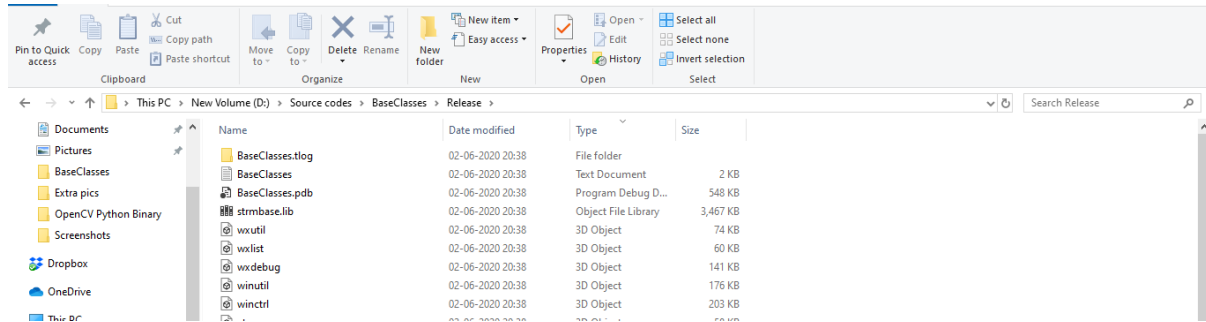 Pin to Quick access
Copy
Paste
Cut
Copy path
Paste shortcut
Clipboard
Move to
Copy to
Delete
Rename
Organize
New folder
New item
Easy access
New
Properties
Open
Edit
History
Open
Select all
Select none
Invert selection
Select
This PC > New Volume (D:) > Source codes > BaseClasses > Release >
Search Release
Documents
Pictures
BaseClasses
Extra pics
OpenCV Python Binary
Screenshots
Dropbox
OneDrive
This PC
Name Date modified Type Size
BaseClasses.tlog 02-06-2020 20:38 File folder
BaseClasses 02-06-2020 20:38 Text Document 2 KB
BaseClasses.pdb 02-06-2020 20:38 Program Debug D... 548 KB
strmbase.lib 02-06-2020 20:38 Object File Library 3,467 KB
wxutil 02-06-2020 20:38 3D Object 74 KB
wxlist 02-06-2020 20:38 3D Object 60 KB
wxdebug 02-06-2020 20:38 3D Object 141 KB
winutil 02-06-2020 20:38 3D Object 176 KB
winctrl 02-06-2020 20:38 3D Object 203 KB